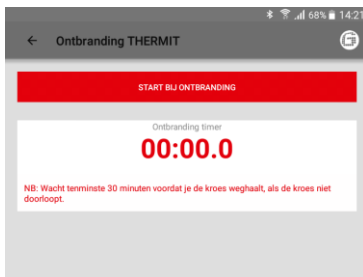 68% 14:21
Ontbranding THERMIT
START BIJ ONTBRANDING
Ontbranding timer
00:00.0
NB: Wacht tenminste 30 minuten voordat je de kroes weghaalt, als de kroes niet
doorloopt.